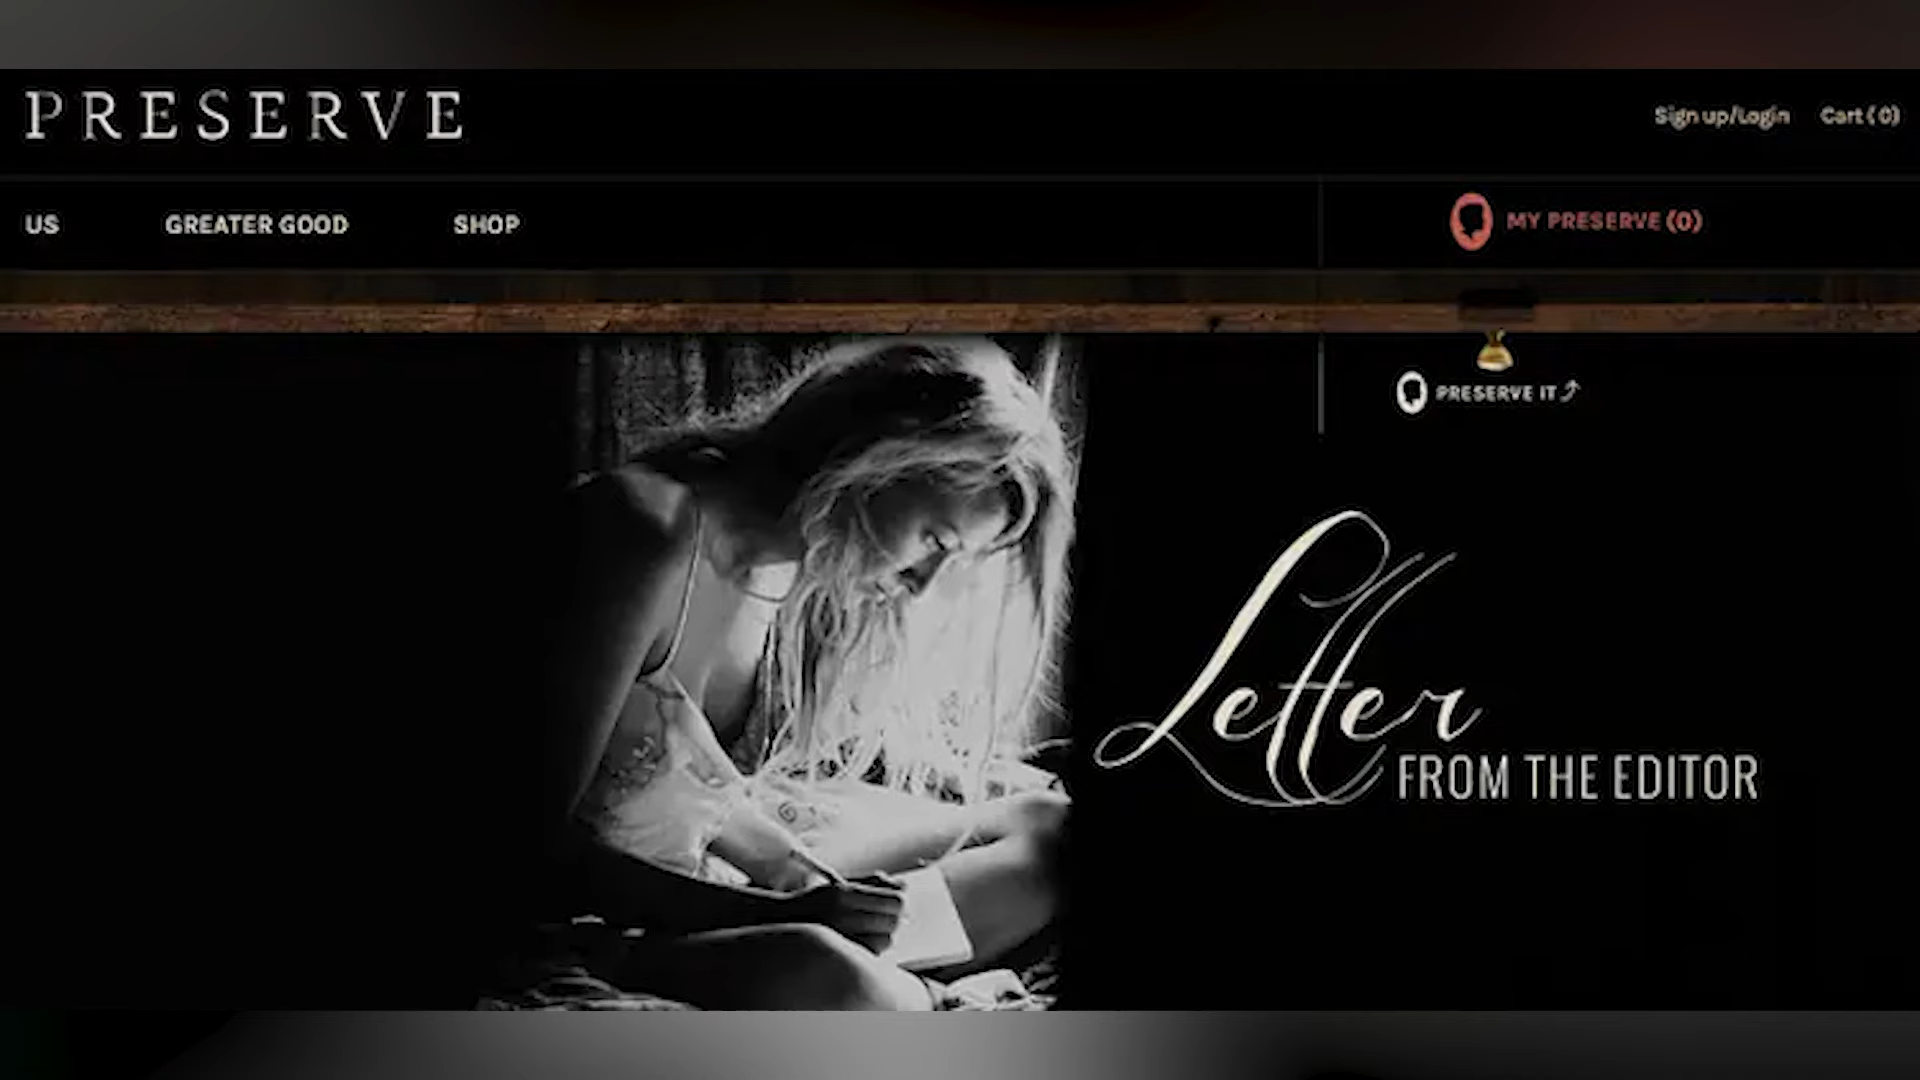 PRESERVE
Sign up/Login Cart (0)
US GREATER GOOD SHOP
MY PRESERVE (0)
PRESERVE IT
Letter
FROM THE EDITOR